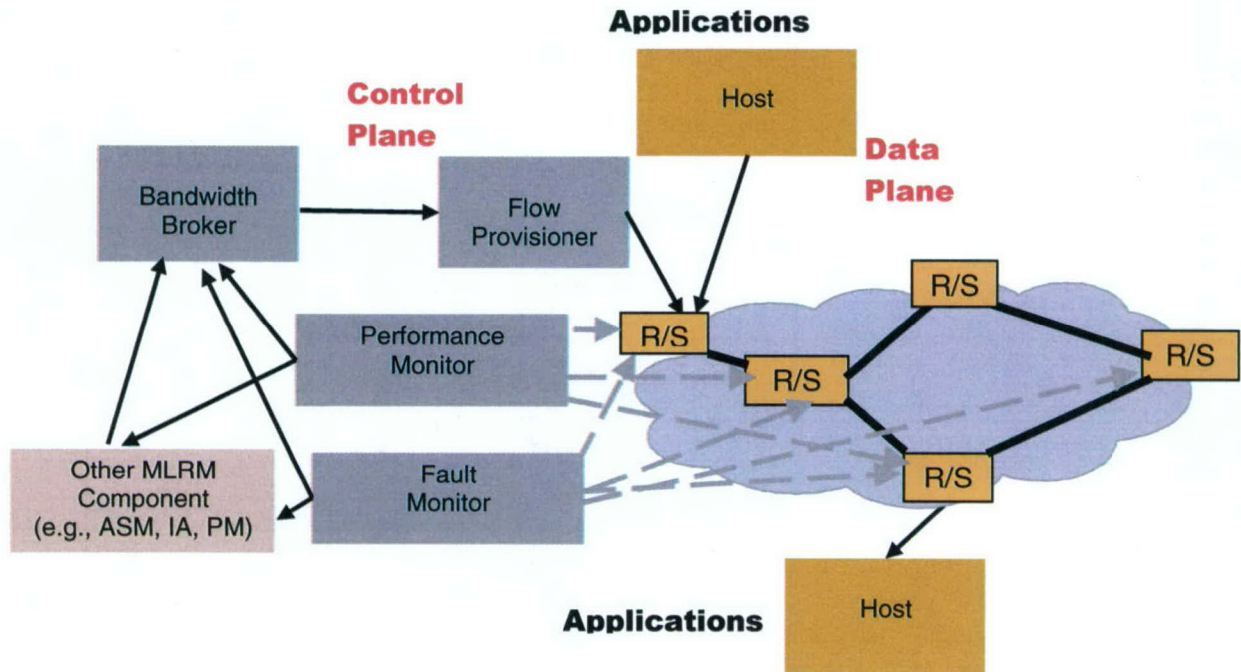 Applications
Host
Control
Plane
Data
Plane
Bandwidth
Broker
Flow
Provisioner
R/S
R/S
R/S
R/S
R/S
Performance
Monitor
Other MLRM
Component
(e.g., ASM, IA, PM)
Fault
Monitor
Host
Applications